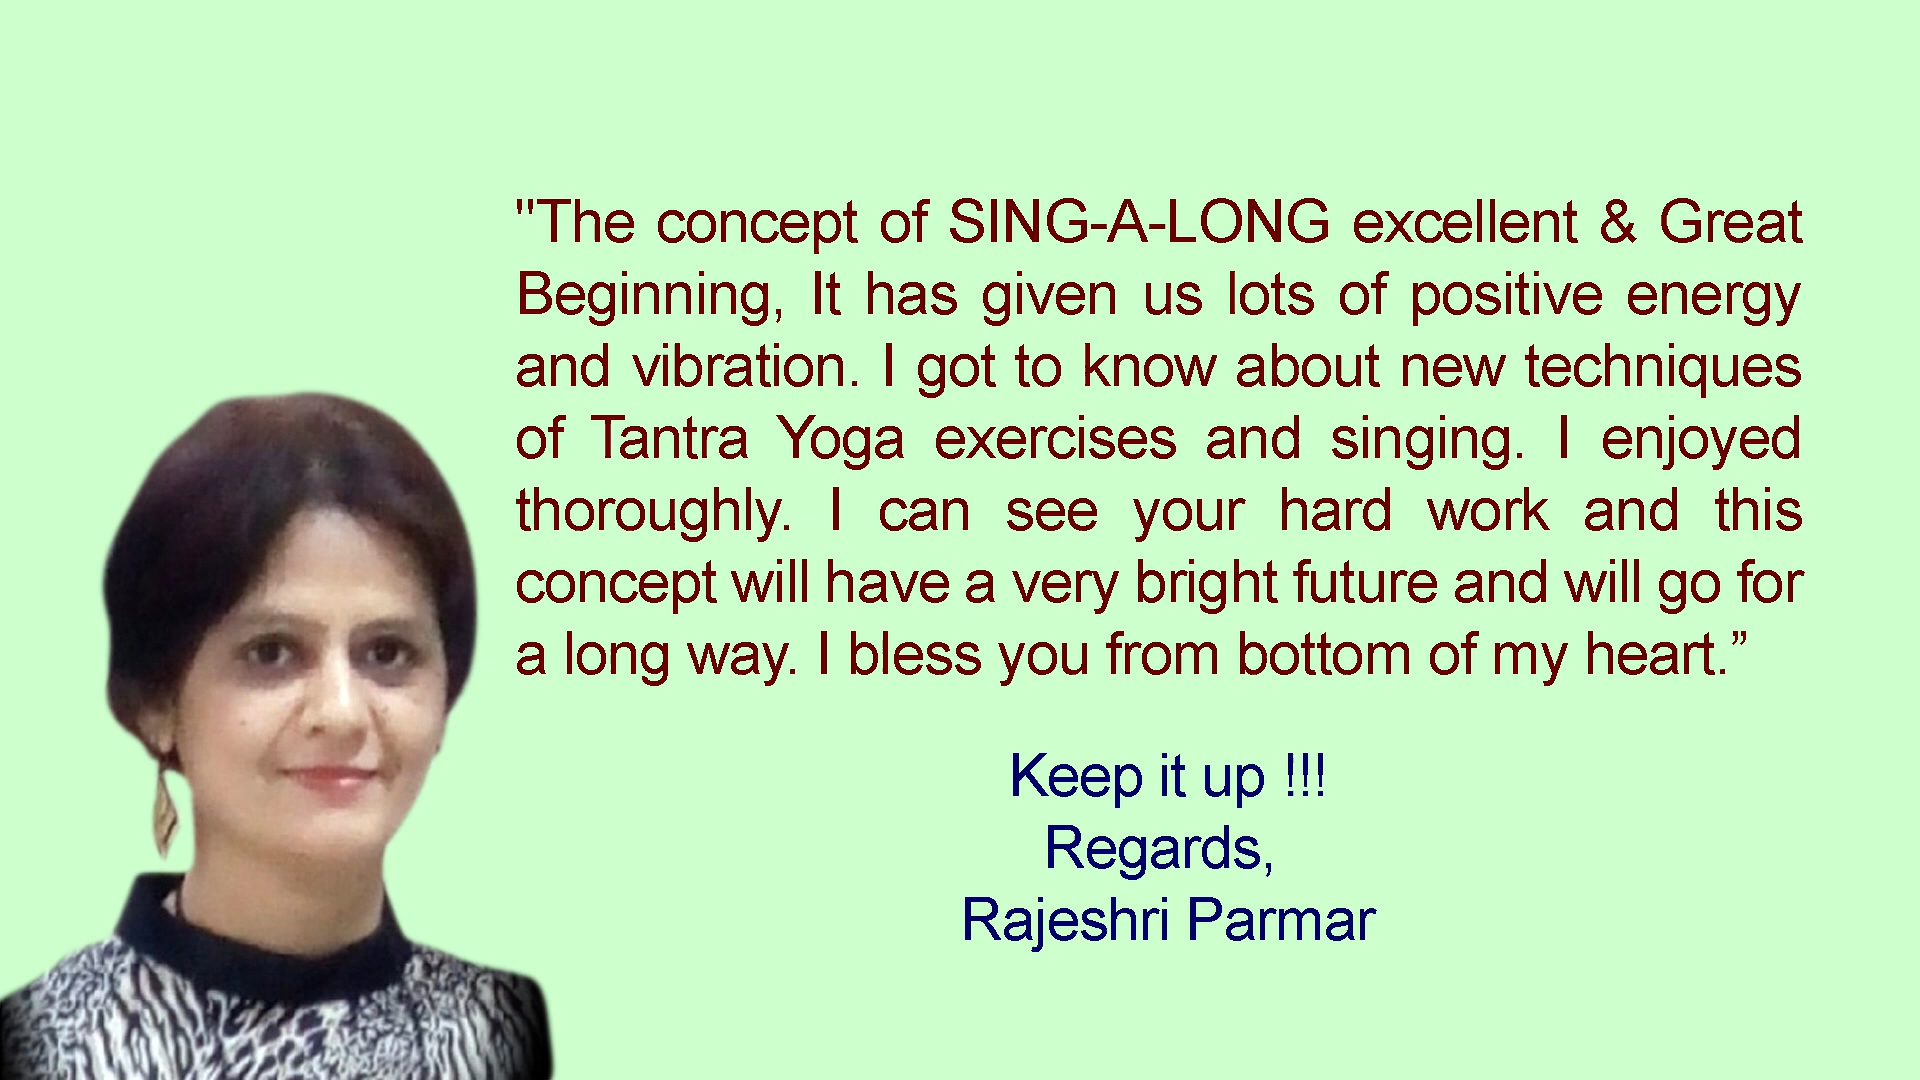 "The concept of SING-A-LONG excellent & Great
Beginning, It has given us lots of positive energy
and vibration. I got to know about new techniques
of Tantra Yoga exercises and singing. I enjoyed
thoroughly. I can see your hard work and this
concept will have a very bright future and will go for
a long way. I bless you from bottom of my heart.”
Keep it up !!!
Regards,
Rajeshri Parmar